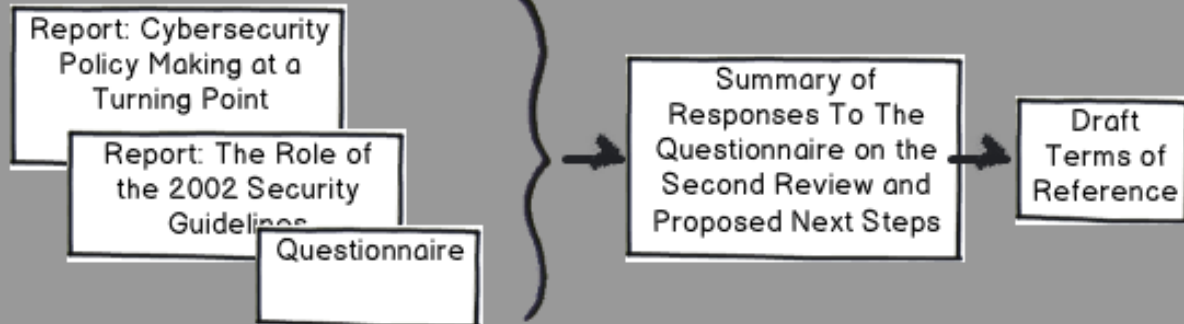 Report: Cybersecurity
Policy Making at a
Turning Point
Report: The Role of
the 2002 Security
Guidelines
Questionnaire
Summary of
Responses To The
Questionnaire on the
Second Review and
Proposed Next Steps
Draft
Terms of
Reference